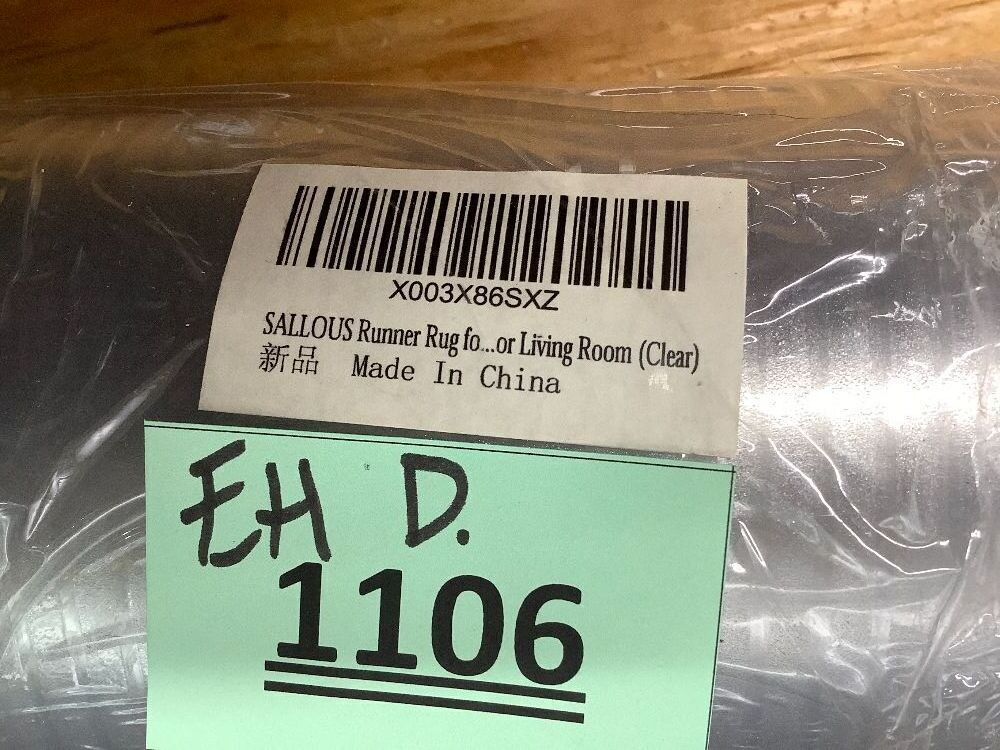 X003X86SXZ
SALLOUS Runner Rug fo...or Living Room (Clear)
新品 Made In China
EH D.
1106